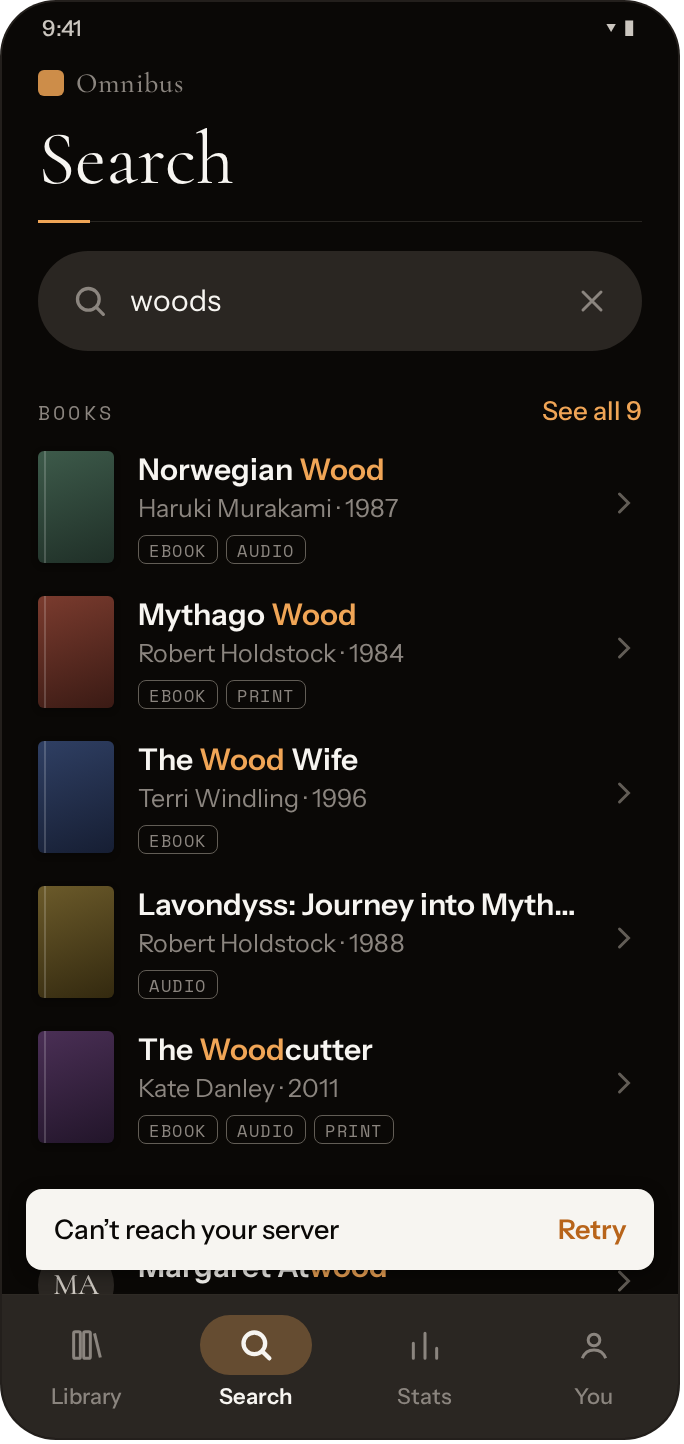 9:41
Omnibus
Search
woods
BOOKS
See all 9
Norwegian Wood
Haruki Murakami · 1987
EBOOK AUDIO
Mythago Wood
Robert Holdstock · 1984
EBOOK PRINT
The Wood Wife
Terri Windling · 1996
EBOOK
Lavondyss: Journey into Myth...
Robert Holdstock · 1988
AUDIO
The Woodcutter
Kate Danley · 2011
EBOOK AUDIO PRINT
Can’t reach your server
Retry
MA
Margaret Atwood
Library
Search
Stats
You